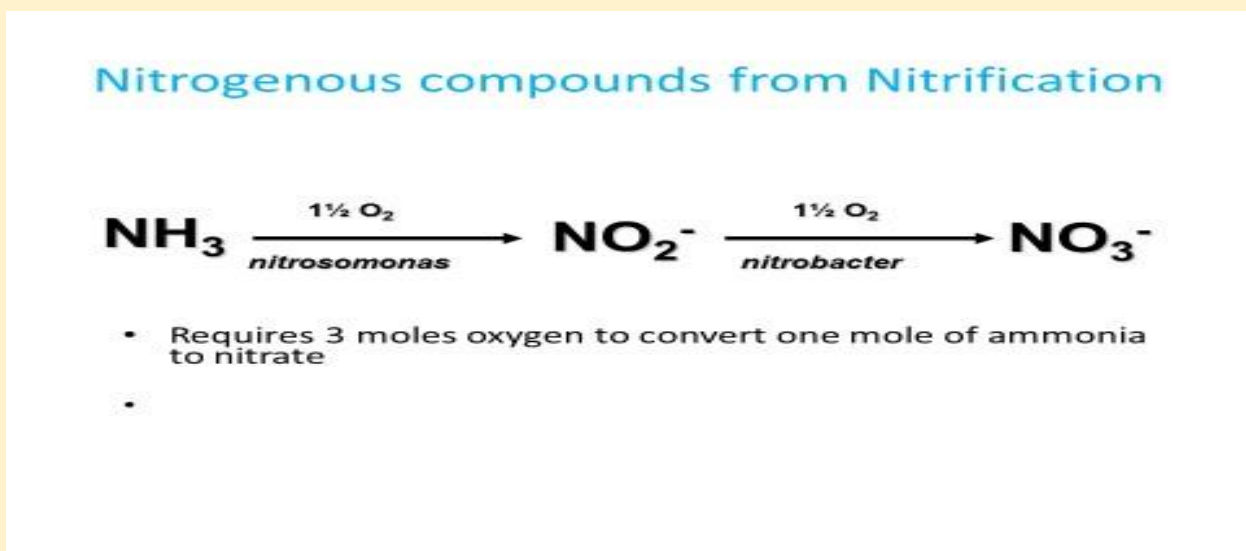 Nitrogenous compounds from Nitrification
1½ O₂ 1½ O₂
NH₃ NO₂⁻ NO₃⁻
nitrosomonas nitrobacter
• Requires 3 moles oxygen to convert one mole of ammonia
to nitrate
•